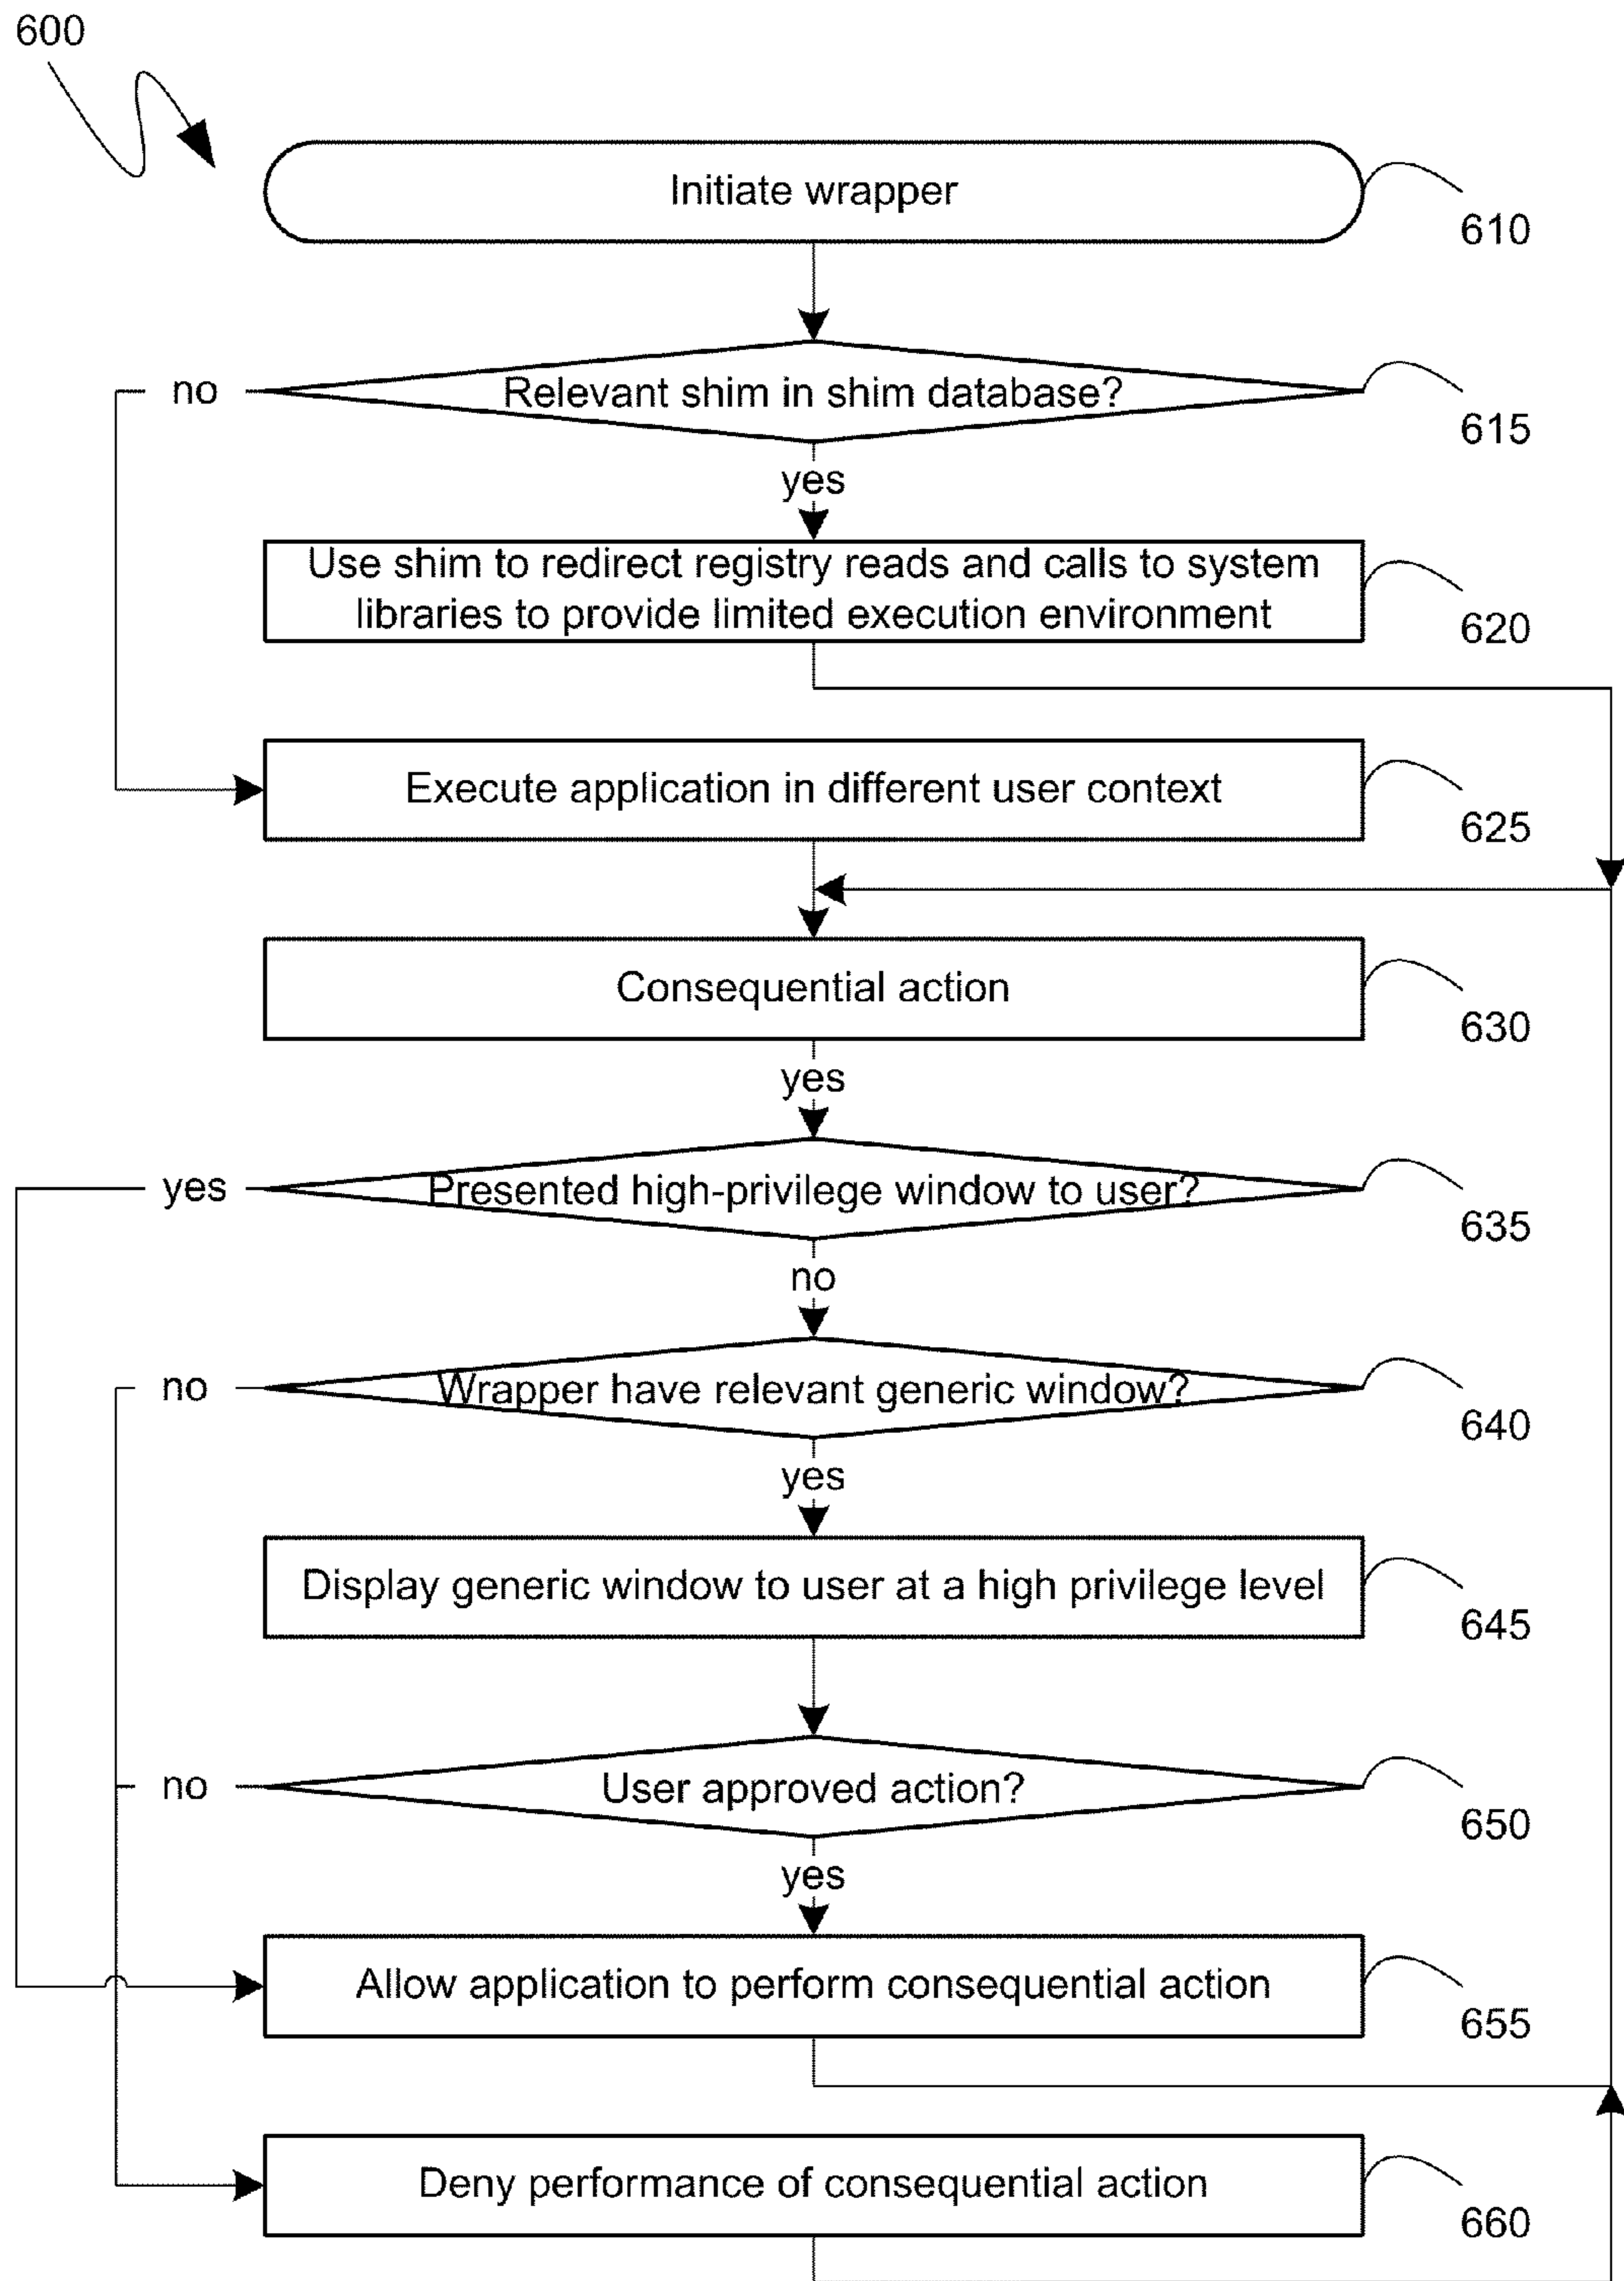 600
Initiate wrapper
610
Relevant shim in shim database?
no
615
yes
Use shim to redirect registry reads and calls to system
libraries to provide limited execution environment
620
Execute application in different user context
625
Consequential action
630
yes
yes
Presented high-privilege window to user?
635
no
no
Wrapper have relevant generic window?
640
yes
Display generic window to user at a high privilege level
645
no
User approved action?
650
yes
Allow application to perform consequential action
655
Deny performance of consequential action
660